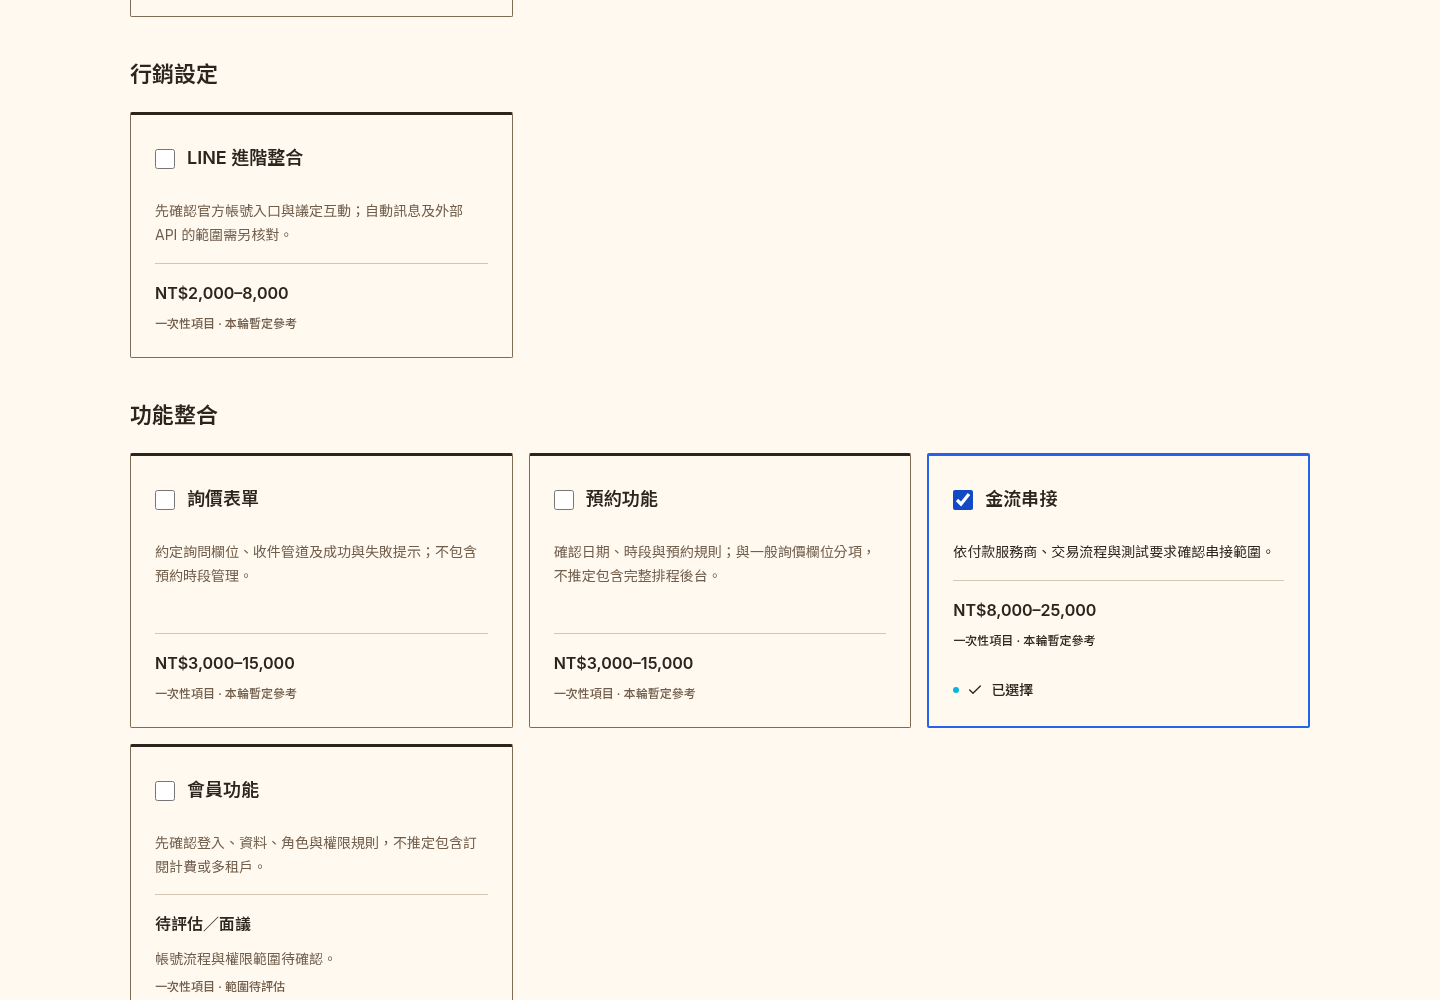 行銷設定
LINE 進階整合
先確認官方帳號入口與議定互動；自動訊息及外部
API 的範圍需另核對。
NT$2,000–8,000
一次性項目 · 本輪暫定參考
功能整合
詢價表單
約定詢問欄位、收件管道及成功與失敗提示；不包含
預約時段管理。
NT$3,000–15,000
一次性項目 · 本輪暫定參考
預約功能
確認日期、時段與預約規則；與一般詢價欄位分項，
不推定包含完整排程後台。
NT$3,000–15,000
一次性項目 · 本輪暫定參考
金流串接
依付款服務商、交易流程與測試要求確認串接範圍。
NT$8,000–25,000
一次性項目 · 本輪暫定參考
已選擇
會員功能
先確認登入、資料、角色與權限規則，不推定包含訂
閱計費或多租戶。
待評估／面議
帳號流程與權限範圍待確認。
一次性項目 · 範圍待評估